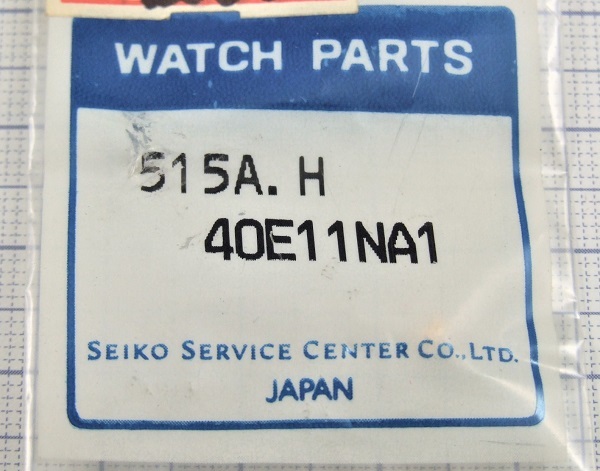 WATCH PARTS
515A. H
40E11NA1
SEIKO SERVICE CENTER CO.,LTD.
JAPAN